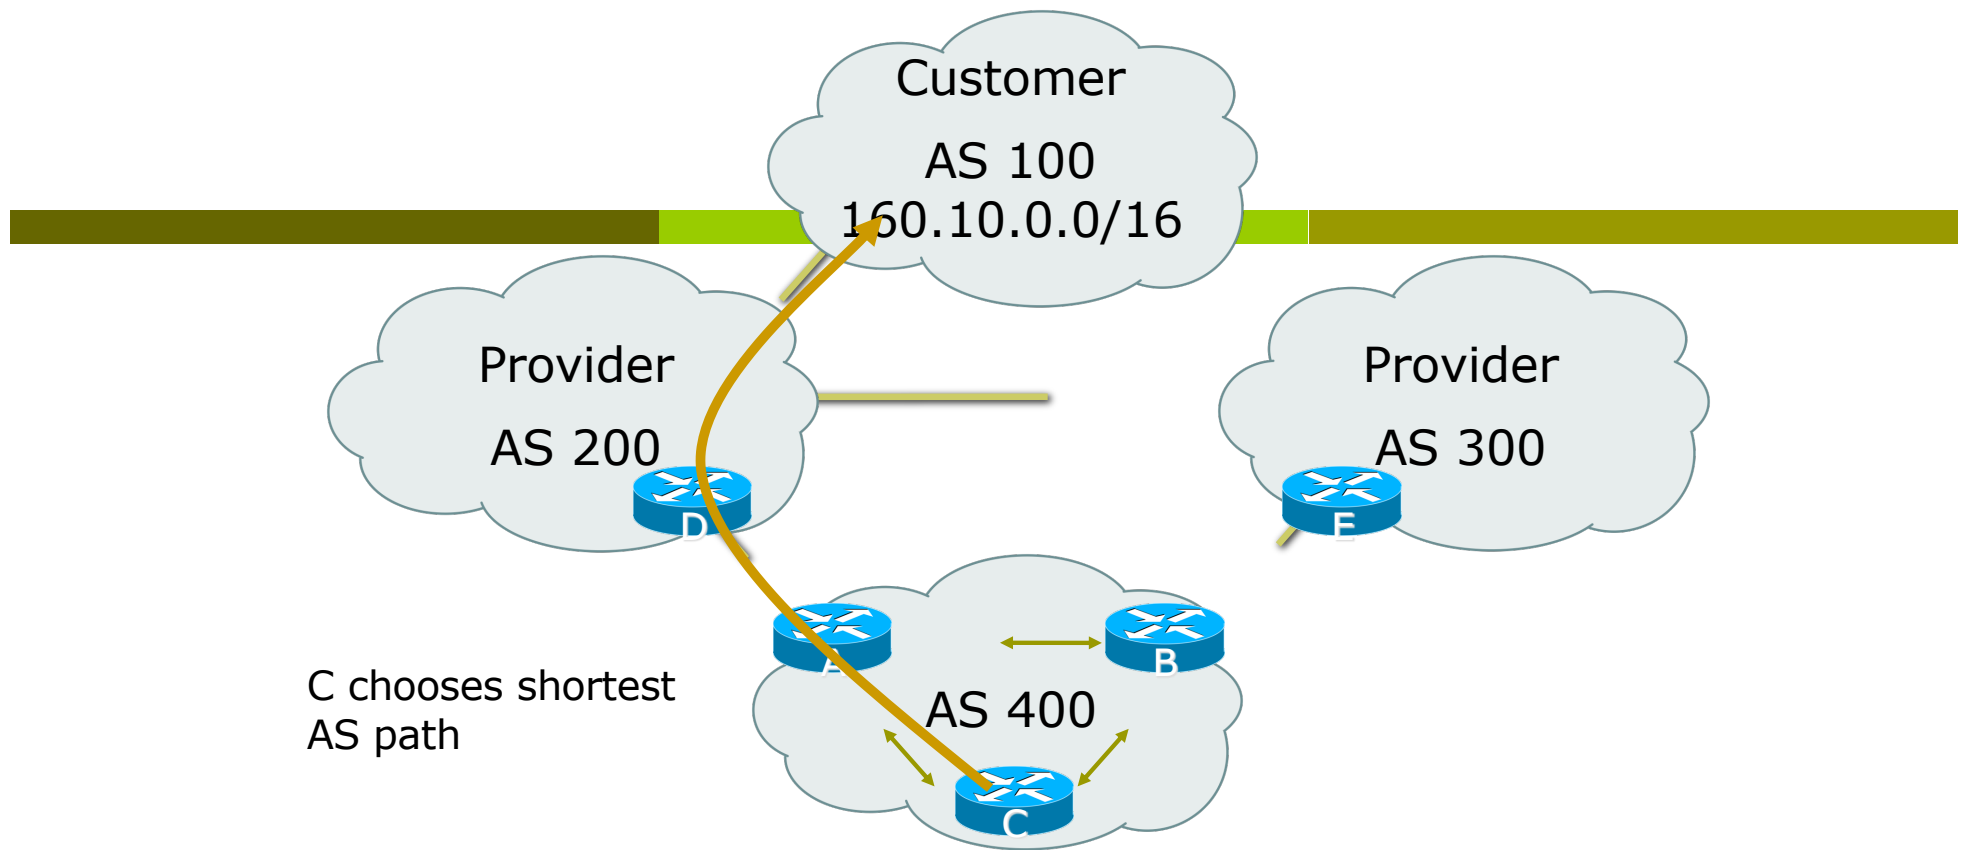 Customer
AS 100
160.10.0.0/16
Provider
AS 200
D
Provider
AS 300
E
A
B
AS 400
C
C chooses shortest
AS path